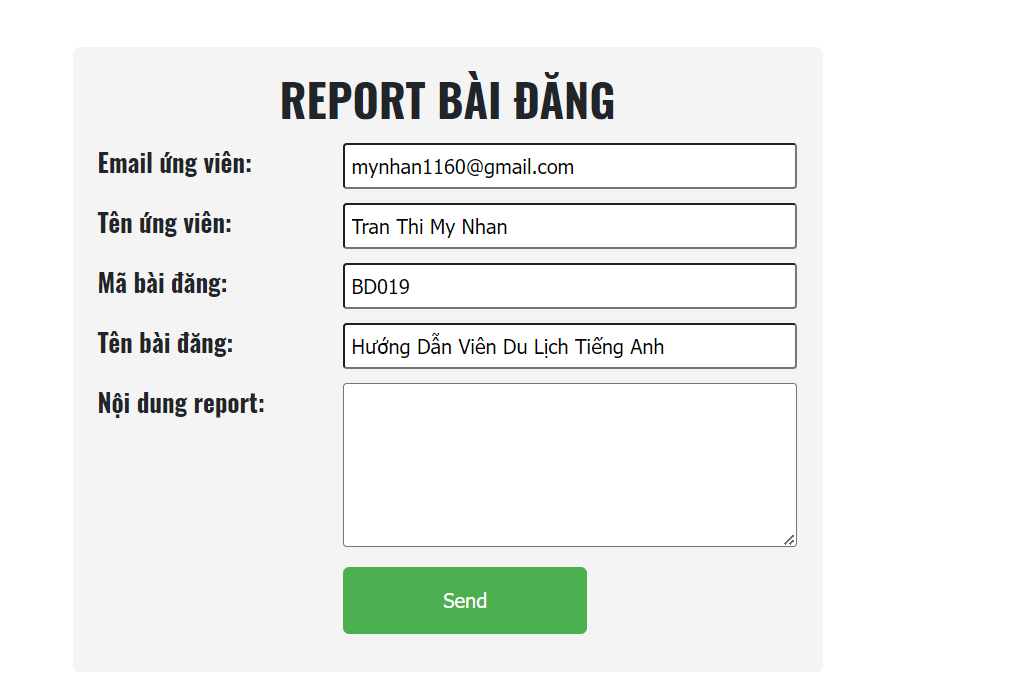 REPORT BÀI ĐĂNG
Email ứng viên: mynhan1160@gmail.com
Tên ứng viên: Tran Thi My Nhan
Mã bài đăng: BD019
Tên bài đăng: Hướng Dẫn Viên Du Lịch Tiếng Anh
Nội dung report:
Send